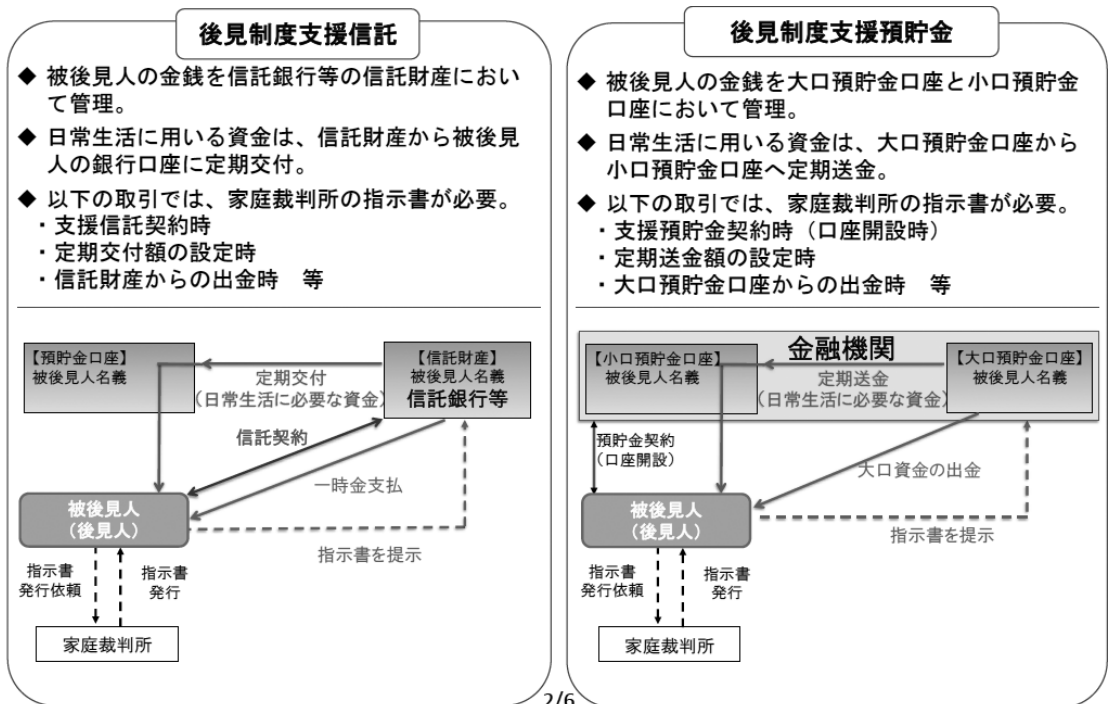 後見制度支援信託
◆ 被後見人の金銭を信託銀行等の信託財産におい
て管理。
◆ 日常生活に用いる資金は、信託財産から被後見
人の銀行口座に定期交付。
◆ 以下の取引では、家庭裁判所の指示書が必要。
・支援信託契約時
・定期交付額の設定時
・信託財産からの出金時 等
【預貯金口座】
被後見人名義
定期交付
（日常生活に必要な資金）
【信託財産】
被後見人名義
信託銀行等
信託契約
一時金支払
被後見人
（後見人）
指示書を提示
指示書
発行依頼
指示書
発行
家庭裁判所
後見制度支援預貯金
◆ 被後見人の金銭を大口預貯金口座と小口預貯金
口座において管理。
◆ 日常生活に用いる資金は、大口預貯金口座から
小口預貯金口座へ定期送金。
◆ 以下の取引では、家庭裁判所の指示書が必要。
・支援預貯金契約時（口座開設時）
・定期送金額の設定時
・大口預貯金口座からの出金時 等
金融機関
【小口預貯金口座】
被後見人名義
定期送金
（日常生活に必要な資金）
【大口預貯金口座】
被後見人名義
預貯金契約
（口座開設）
大口資金の出金
被後見人
（後見人）
指示書を提示
指示書
発行依頼
指示書
発行
家庭裁判所
2/6